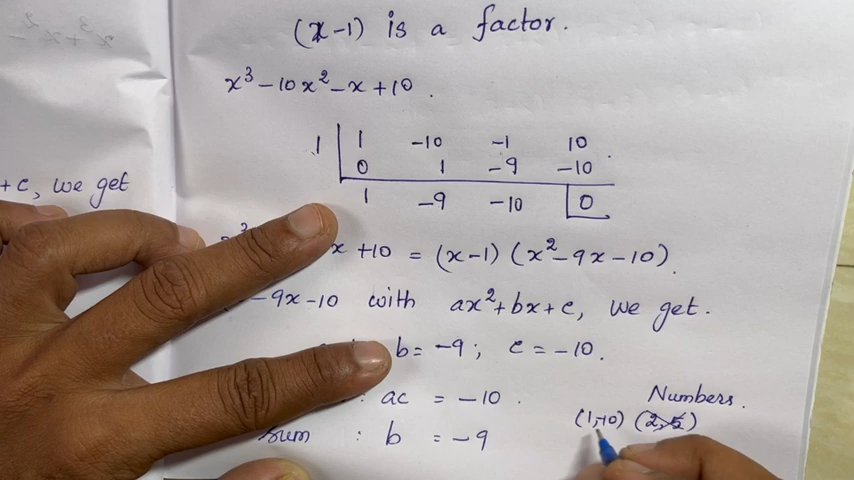 (x-1) is a factor.
x³-10x²-x+10.
1 | 1 -10 -1 10
0 1 -9 -10.
1 -9 -10 0
+c, we get
x +10 = (x-1) (x²-9x-10).
-9x-10 with ax²+bx+c, we get.
b= -9; c = -10.
: ac = -10.
Numbers.
(1,-10) (2,-5)
Sum : b = -9